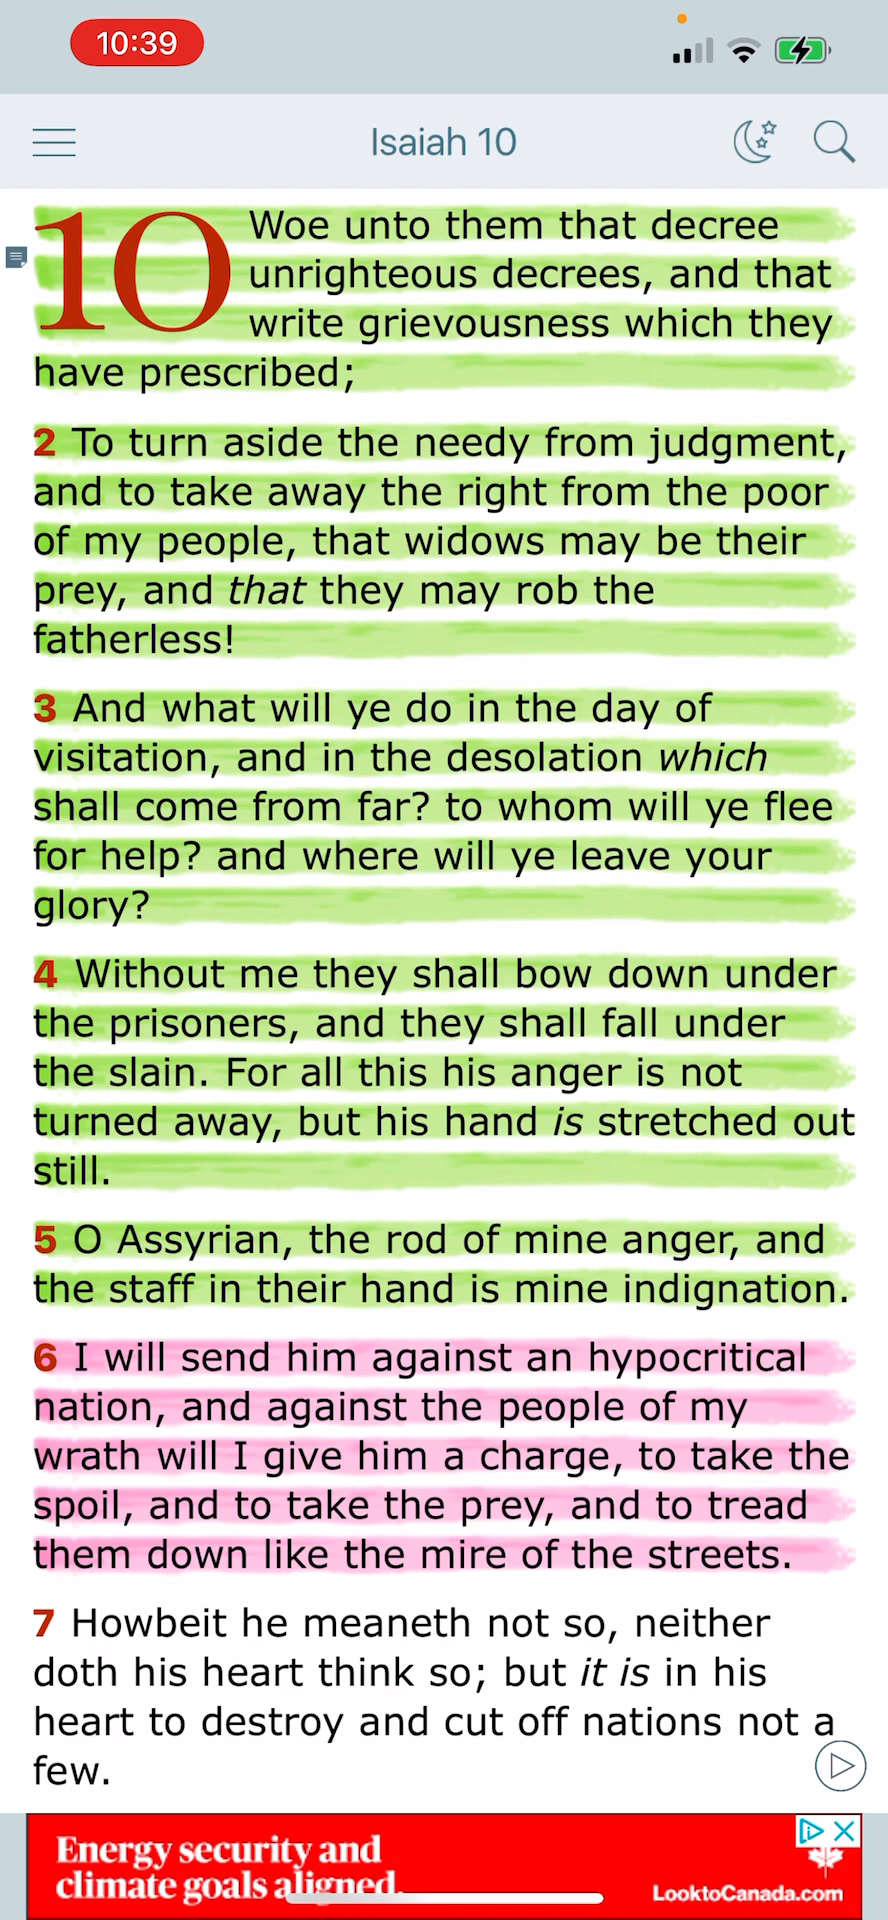 10:39
Isaiah 10
10 Woe unto them that decree
unrighteous decrees, and that
write grievousness which they
have prescribed;
2 To turn aside the needy from judgment,
and to take away the right from the poor
of my people, that widows may be their
prey, and that they may rob the
fatherless!
3 And what will ye do in the day of
visitation, and in the desolation which
shall come from far? to whom will ye flee
for help? and where will ye leave your
glory?
4 Without me they shall bow down under
the prisoners, and they shall fall under
the slain. For all this his anger is not
turned away, but his hand is stretched out
still.
5 O Assyrian, the rod of mine anger, and
the staff in their hand is mine indignation.
6 I will send him against an hypocritical
nation, and against the people of my
wrath will I give him a charge, to take the
spoil, and to take the prey, and to tread
them down like the mire of the streets.
7 Howbeit he meaneth not so, neither
doth his heart think so; but it is in his
heart to destroy and cut off nations not a
few.
Energy security and
climate goals aligned.
LooktoCanada.com